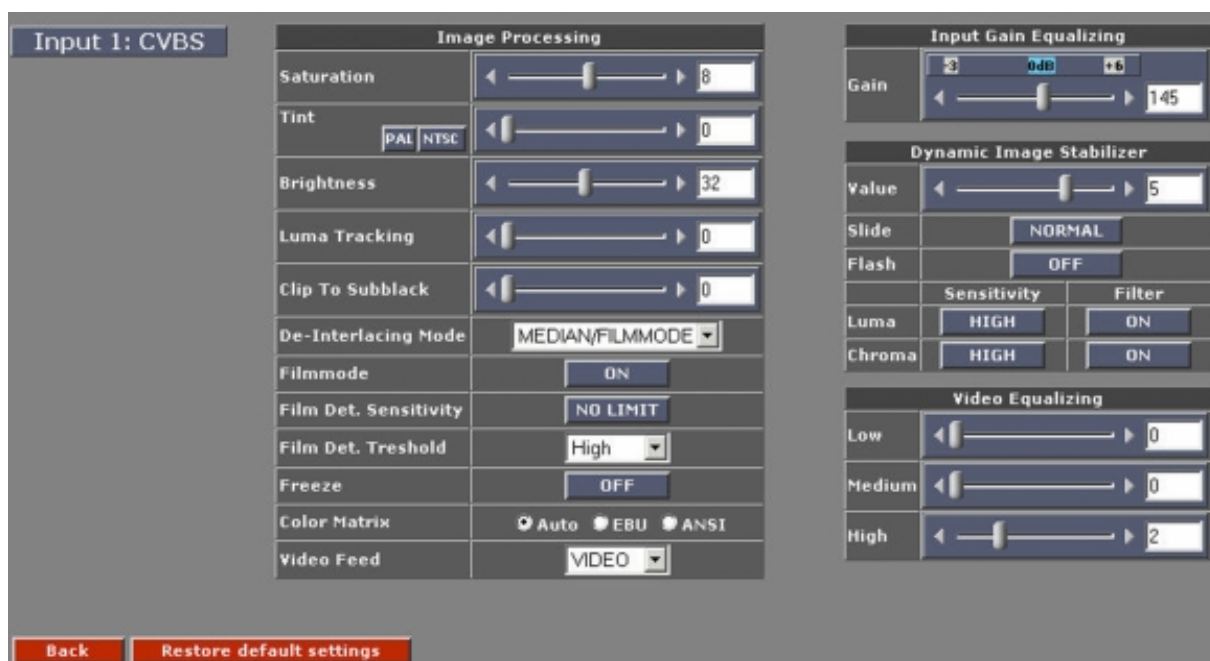 Input 1: CVBS
Image Processing
Saturation 8
Tint PAL NTSC 0
Brightness 32
Luma Tracking 0
Clip To Subblack 0
De-Interlacing Mode MEDIAN/FILMMODE
Filmmode ON
Film Det. Sensitivity NO LIMIT
Film Det. Treshold High
Freeze OFF
Color Matrix Auto EBU ANSI
Video Feed VIDEO
Input Gain Equalizing
-3 0dB +6
Gain 145
Dynamic Image Stabilizer
Value 5
Slide NORMAL
Flash OFF
Sensitivity Filter
Luma HIGH ON
Chroma HIGH ON
Video Equalizing
Low 0
Medium 0
High 2
Back Restore default settings